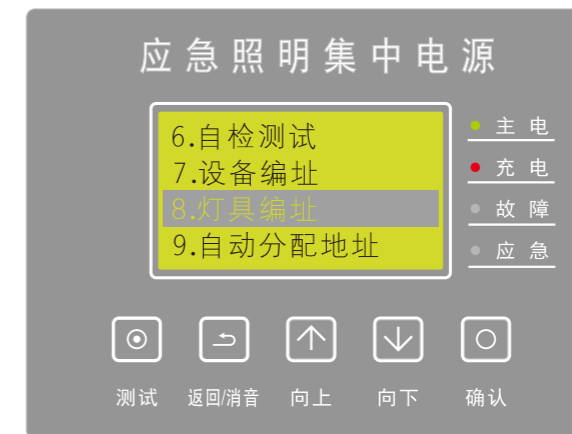 应急照明集中电源
6.自检测试
7.设备编址
8.灯具编址
9.自动分配地址
主电
充电
故障
应急
测试 返回/消音 向上 向下 确认